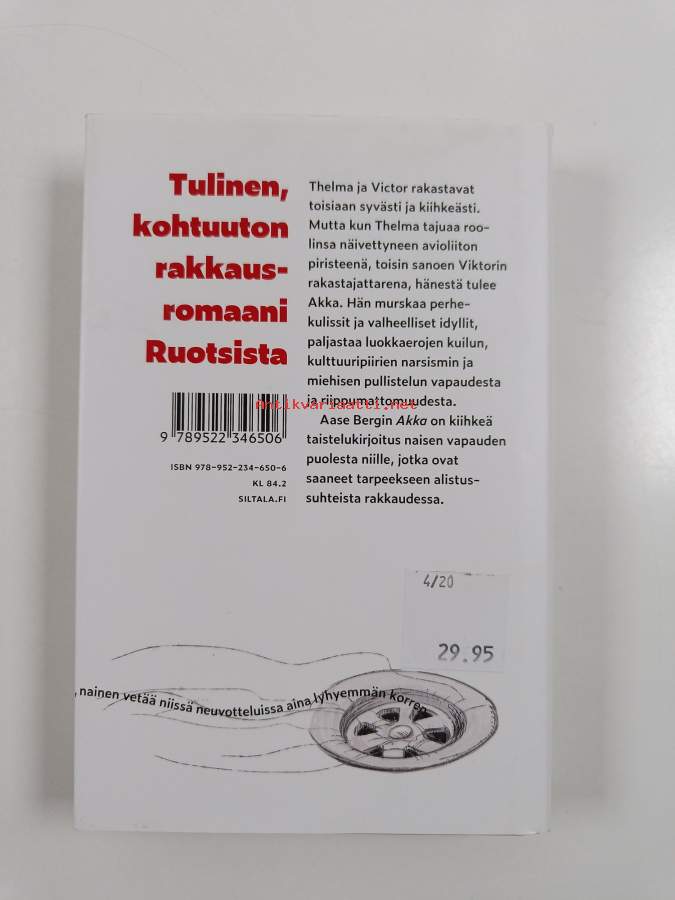 Tulinen,
kohtuuton
rakkaus-
romaani
Ruotsista
Thelma ja Victor rakastavat
toisiaan syvästi ja kiihkeästi.
Mutta kun Thelma tajuaa roo-
linsa näivettyneen avioliiton
piristeenä, toisin sanoen Viktorin
rakastajattarena, hänestä tulee
Akka. Hän murskaa perhe-
kulissit ja valheelliset idyllit,
paljastaa luokkaerojen kuilun,
kulttuuripiirien narsismin ja
miehisen pullistelun vapaudesta
ja riippumattomuudesta.
Aase Bergin Akka on kiihkeä
taistelukirjoitus naisen vapauden
puolesta niille, jotka ovat
saaneet tarpeekseen alistus-
suhteista rakkaudessa.
Antikvariaatti.net
9 789522 346506
ISBN 978-952-234-650-6
KL 84.2
SILTALA.FI
4/20
29.95
, nainen vetää niissä neuvotteluissa aina lyhyemmän korren